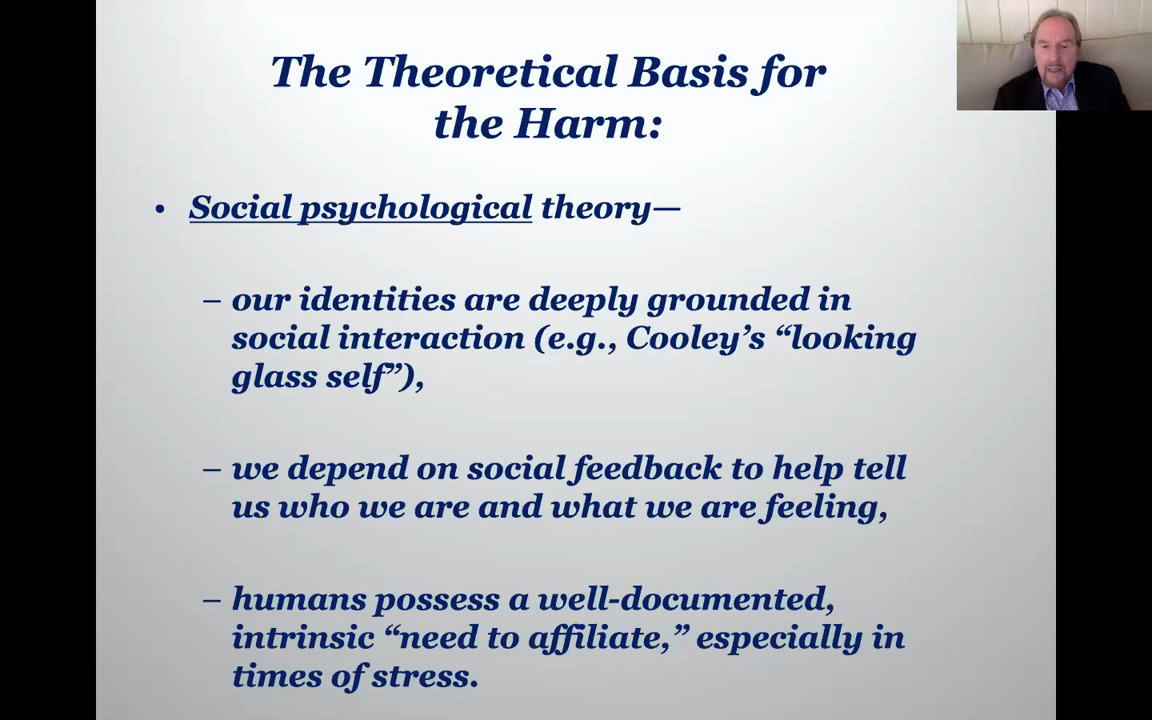 The Theoretical Basis for
the Harm:
• Social psychological theory—
– our identities are deeply grounded in
social interaction (e.g., Cooley’s “looking
glass self”),
– we depend on social feedback to help tell
us who we are and what we are feeling,
– humans possess a well-documented,
intrinsic “need to affiliate,” especially in
times of stress.